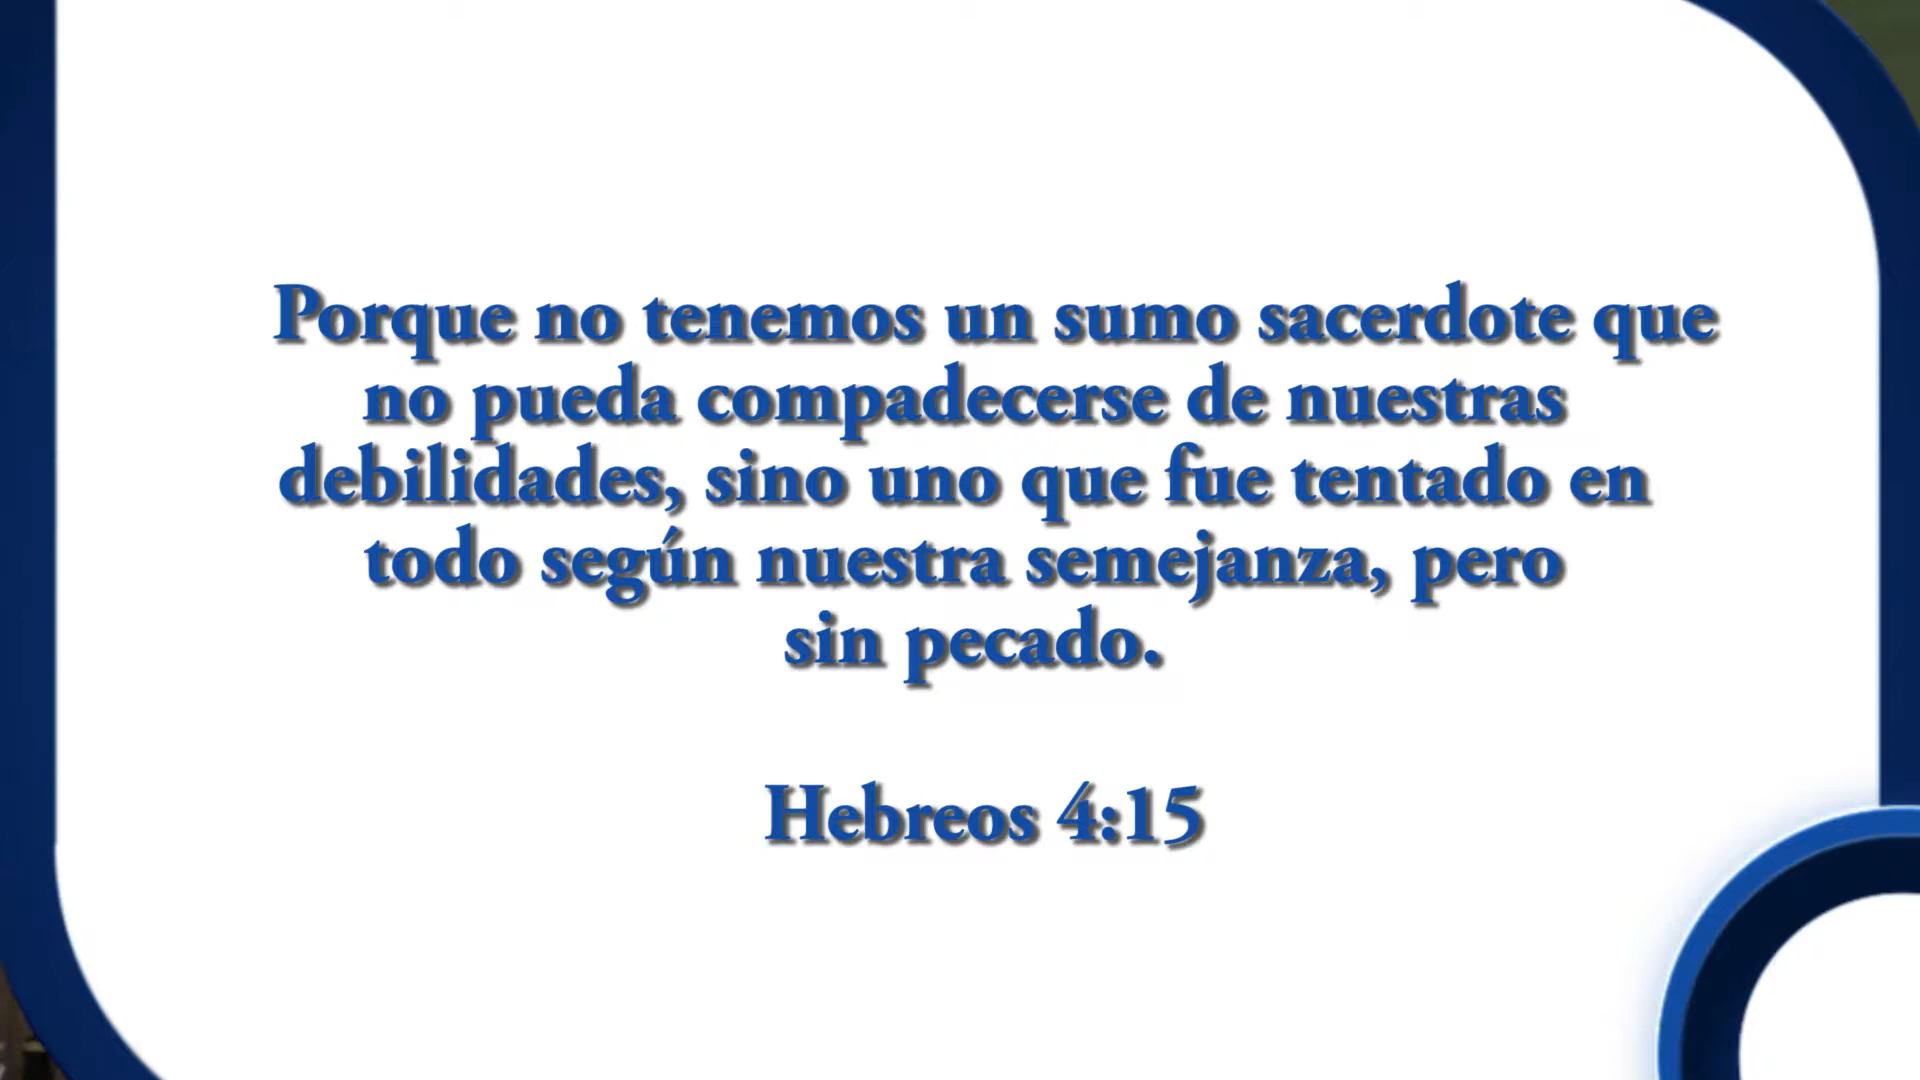 Porque no tenemos un sumo sacerdote que
no pueda compadecerse de nuestras
debilidades, sino uno que fue tentado en
todo según nuestra semejanza, pero
sin pecado.
Hebreos 4:15